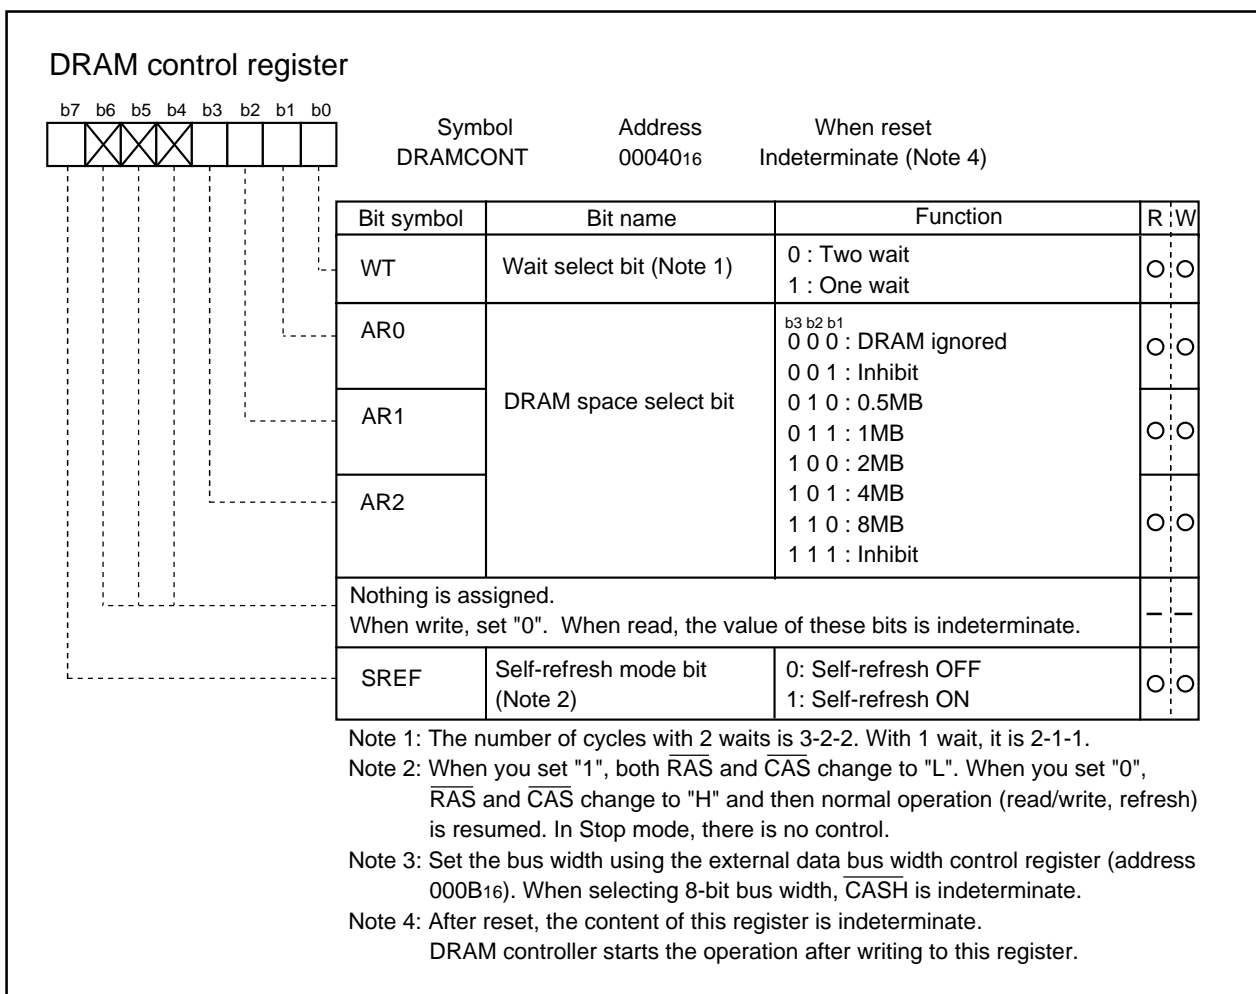 DRAM control register
b7 b6 b5 b4 b3 b2 b1 b0
Symbol Address When reset
DRAMCONT 0004016 Indeterminate (Note 4)
Bit symbol Bit name Function R W
WT Wait select bit (Note 1) 0 : Two wait
1 : One wait
AR0 b3 b2 b1
0 0 0 : DRAM ignored
0 0 1 : Inhibit
AR1 DRAM space select bit 0 1 0 : 0.5MB
0 1 1 : 1MB
1 0 0 : 2MB
AR2 1 0 1 : 4MB
1 1 0 : 8MB
1 1 1 : Inhibit
Nothing is assigned.
When write, set "0". When read, the value of these bits is indeterminate.
SREF Self-refresh mode bit 0: Self-refresh OFF
(Note 2) 1: Self-refresh ON
Note 1: The number of cycles with 2 waits is 3-2-2. With 1 wait, it is 2-1-1.
Note 2: When you set "1", both RAS and CAS change to "L". When you set "0",
RAS and CAS change to "H" and then normal operation (read/write, refresh)
is resumed. In Stop mode, there is no control.
Note 3: Set the bus width using the external data bus width control register (address
000B16). When selecting 8-bit bus width, CASH is indeterminate.
Note 4: After reset, the content of this register is indeterminate.
DRAM controller starts the operation after writing to this register.